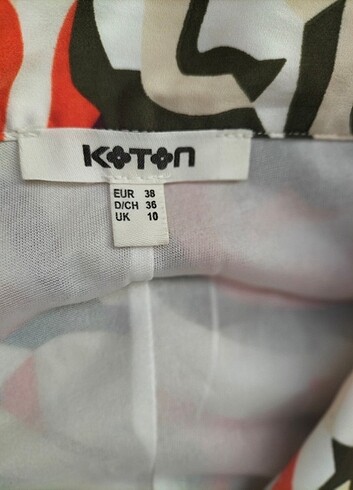 KOTON
EUR 38
D/CH 36
UK 10